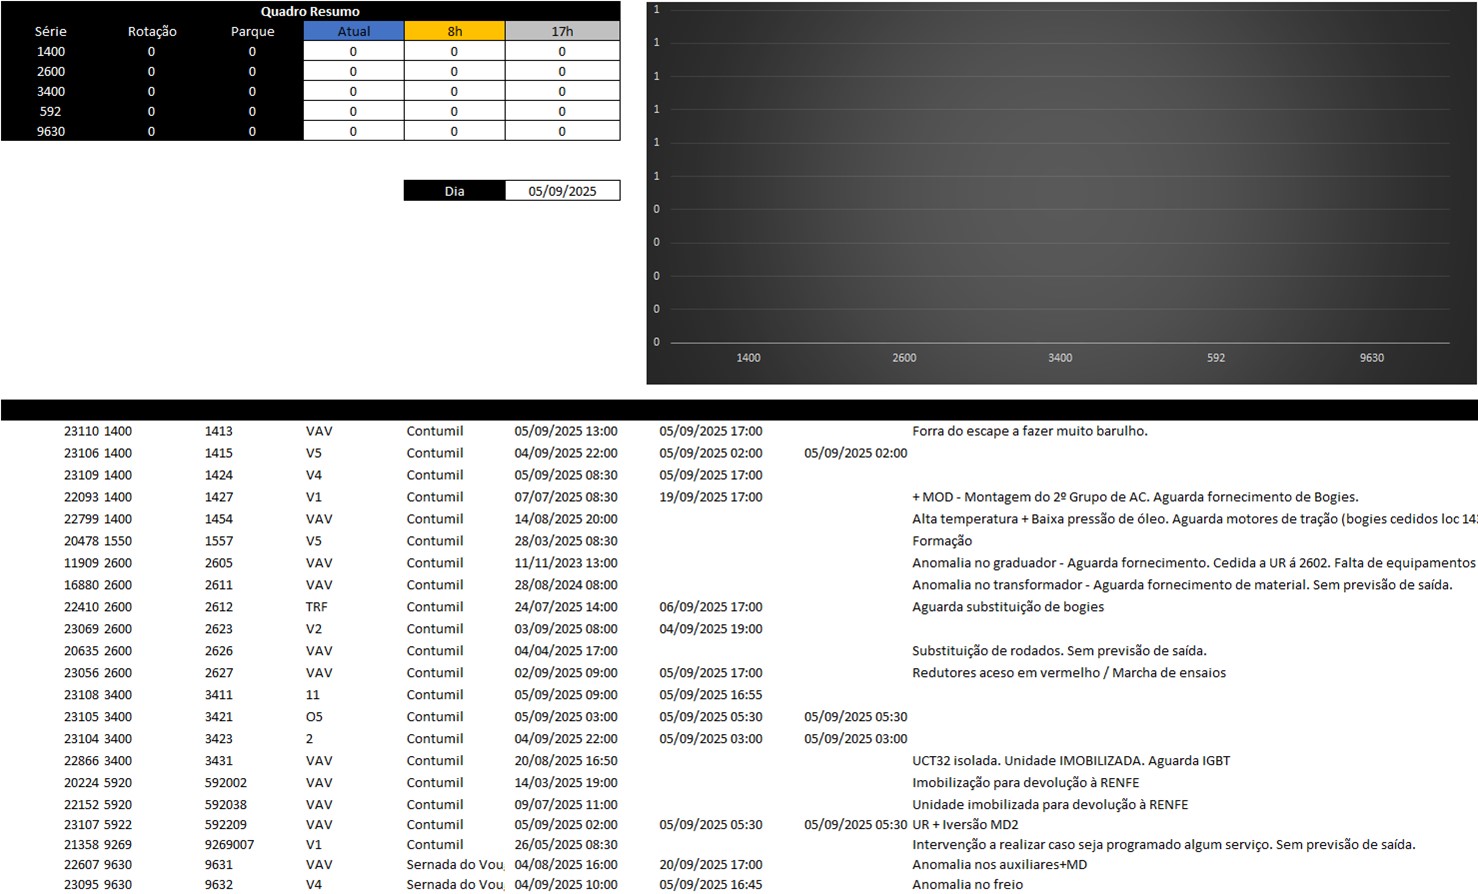 Quadro Resumo
Série Rotação Parque Atual 8h 17h
1400 0 0 0 0 0
2600 0 0 0 0 0
3400 0 0 0 0 0
592 0 0 0 0 0
9630 0 0 0 0 0
Dia 05/09/2025
1
1
1
1
1
1
0
0
0
0
0
1400 2600 3400 592 9630
23110 1400 1413 VAV Contumil 05/09/2025 13:00 05/09/2025 17:00 Forra do escape a fazer muito barulho.
23106 1400 1415 V5 Contumil 04/09/2025 22:00 05/09/2025 02:00 05/09/2025 02:00
23109 1400 1424 V4 Contumil 05/09/2025 08:30 05/09/2025 17:00
22093 1400 1427 V1 Contumil 07/07/2025 08:30 19/09/2025 17:00 + MOD - Montagem do 2º Grupo de AC. Aguarda fornecimento de Bogies.
22799 1400 1454 VAV Contumil 14/08/2025 20:00 Alta temperatura + Baixa pressão de óleo. Aguarda motores de tração (bogies cedidos loc 143
20478 1550 1557 V5 Contumil 28/03/2025 08:30 Formação
11909 2600 2605 VAV Contumil 11/11/2023 13:00 Anomalia no graduador - Aguarda fornecimento. Cedida a UR á 2602. Falta de equipamentos
16880 2600 2611 VAV Contumil 28/08/2024 08:00 Anomalia no transformador - Aguarda fornecimento de material. Sem previsão de saída.
22410 2600 2612 TRF Contumil 24/07/2025 14:00 06/09/2025 17:00 Aguarda substituição de bogies
23069 2600 2623 V2 Contumil 03/09/2025 08:00 04/09/2025 19:00
20635 2600 2626 VAV Contumil 04/04/2025 17:00 Substituição de rodados. Sem previsão de saída.
23056 2600 2627 VAV Contumil 02/09/2025 09:00 05/09/2025 17:00 Redutores aceso em vermelho / Marcha de ensaios
23108 3400 3411 11 Contumil 05/09/2025 09:00 05/09/2025 16:55
23105 3400 3421 O5 Contumil 05/09/2025 03:00 05/09/2025 05:30 05/09/2025 05:30
23104 3400 3423 2 Contumil 04/09/2025 22:00 05/09/2025 03:00 05/09/2025 03:00
22866 3400 3431 VAV Contumil 20/08/2025 16:50 UCT32 isolada. Unidade IMOBILIZADA. Aguarda IGBT
20224 5920 592002 VAV Contumil 14/03/2025 19:00 Imobilização para devolução à RENFE
22152 5920 592038 VAV Contumil 09/07/2025 11:00 Unidade imobilizada para devolução à RENFE
23107 5922 592209 VAV Contumil 05/09/2025 02:00 05/09/2025 05:30 05/09/2025 05:30 UR + Iversão MD2
21358 9269 9269007 V1 Contumil 26/05/2025 08:30 Intervenção a realizar caso seja programado algum serviço. Sem previsão de saída.
22607 9630 9631 VAV Sernada do Vou 04/08/2025 16:00 20/09/2025 17:00 Anomalia nos auxiliares+MD
23095 9630 9632 V4 Sernada do Vou 04/09/2025 10:00 05/09/2025 16:45 Anomalia no freio